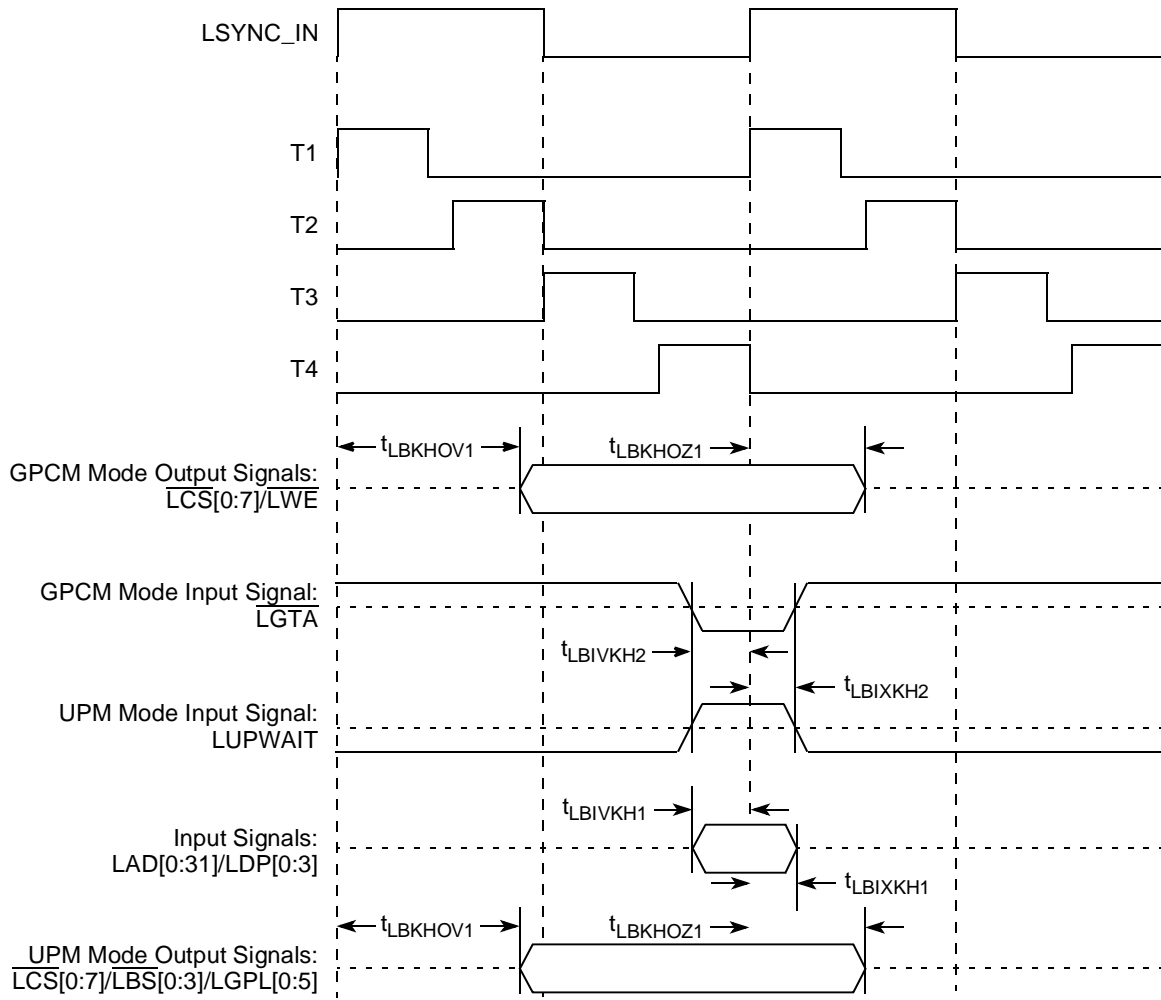 LSYNC_IN
T1
T2
T3
T4
tLBKHOV1
tLBKHOZ1
GPCM Mode Output Signals:
LCS[0:7]/LWE
GPCM Mode Input Signal:
LGTA
tLBIVKH2
tLBIXKH2
UPM Mode Input Signal:
LUPWAIT
tLBIVKH1
Input Signals:
LAD[0:31]/LDP[0:3]
tLBIXKH1
tLBKHOV1
tLBKHOZ1
UPM Mode Output Signals:
LCS[0:7]/LBS[0:3]/LGPL[0:5]